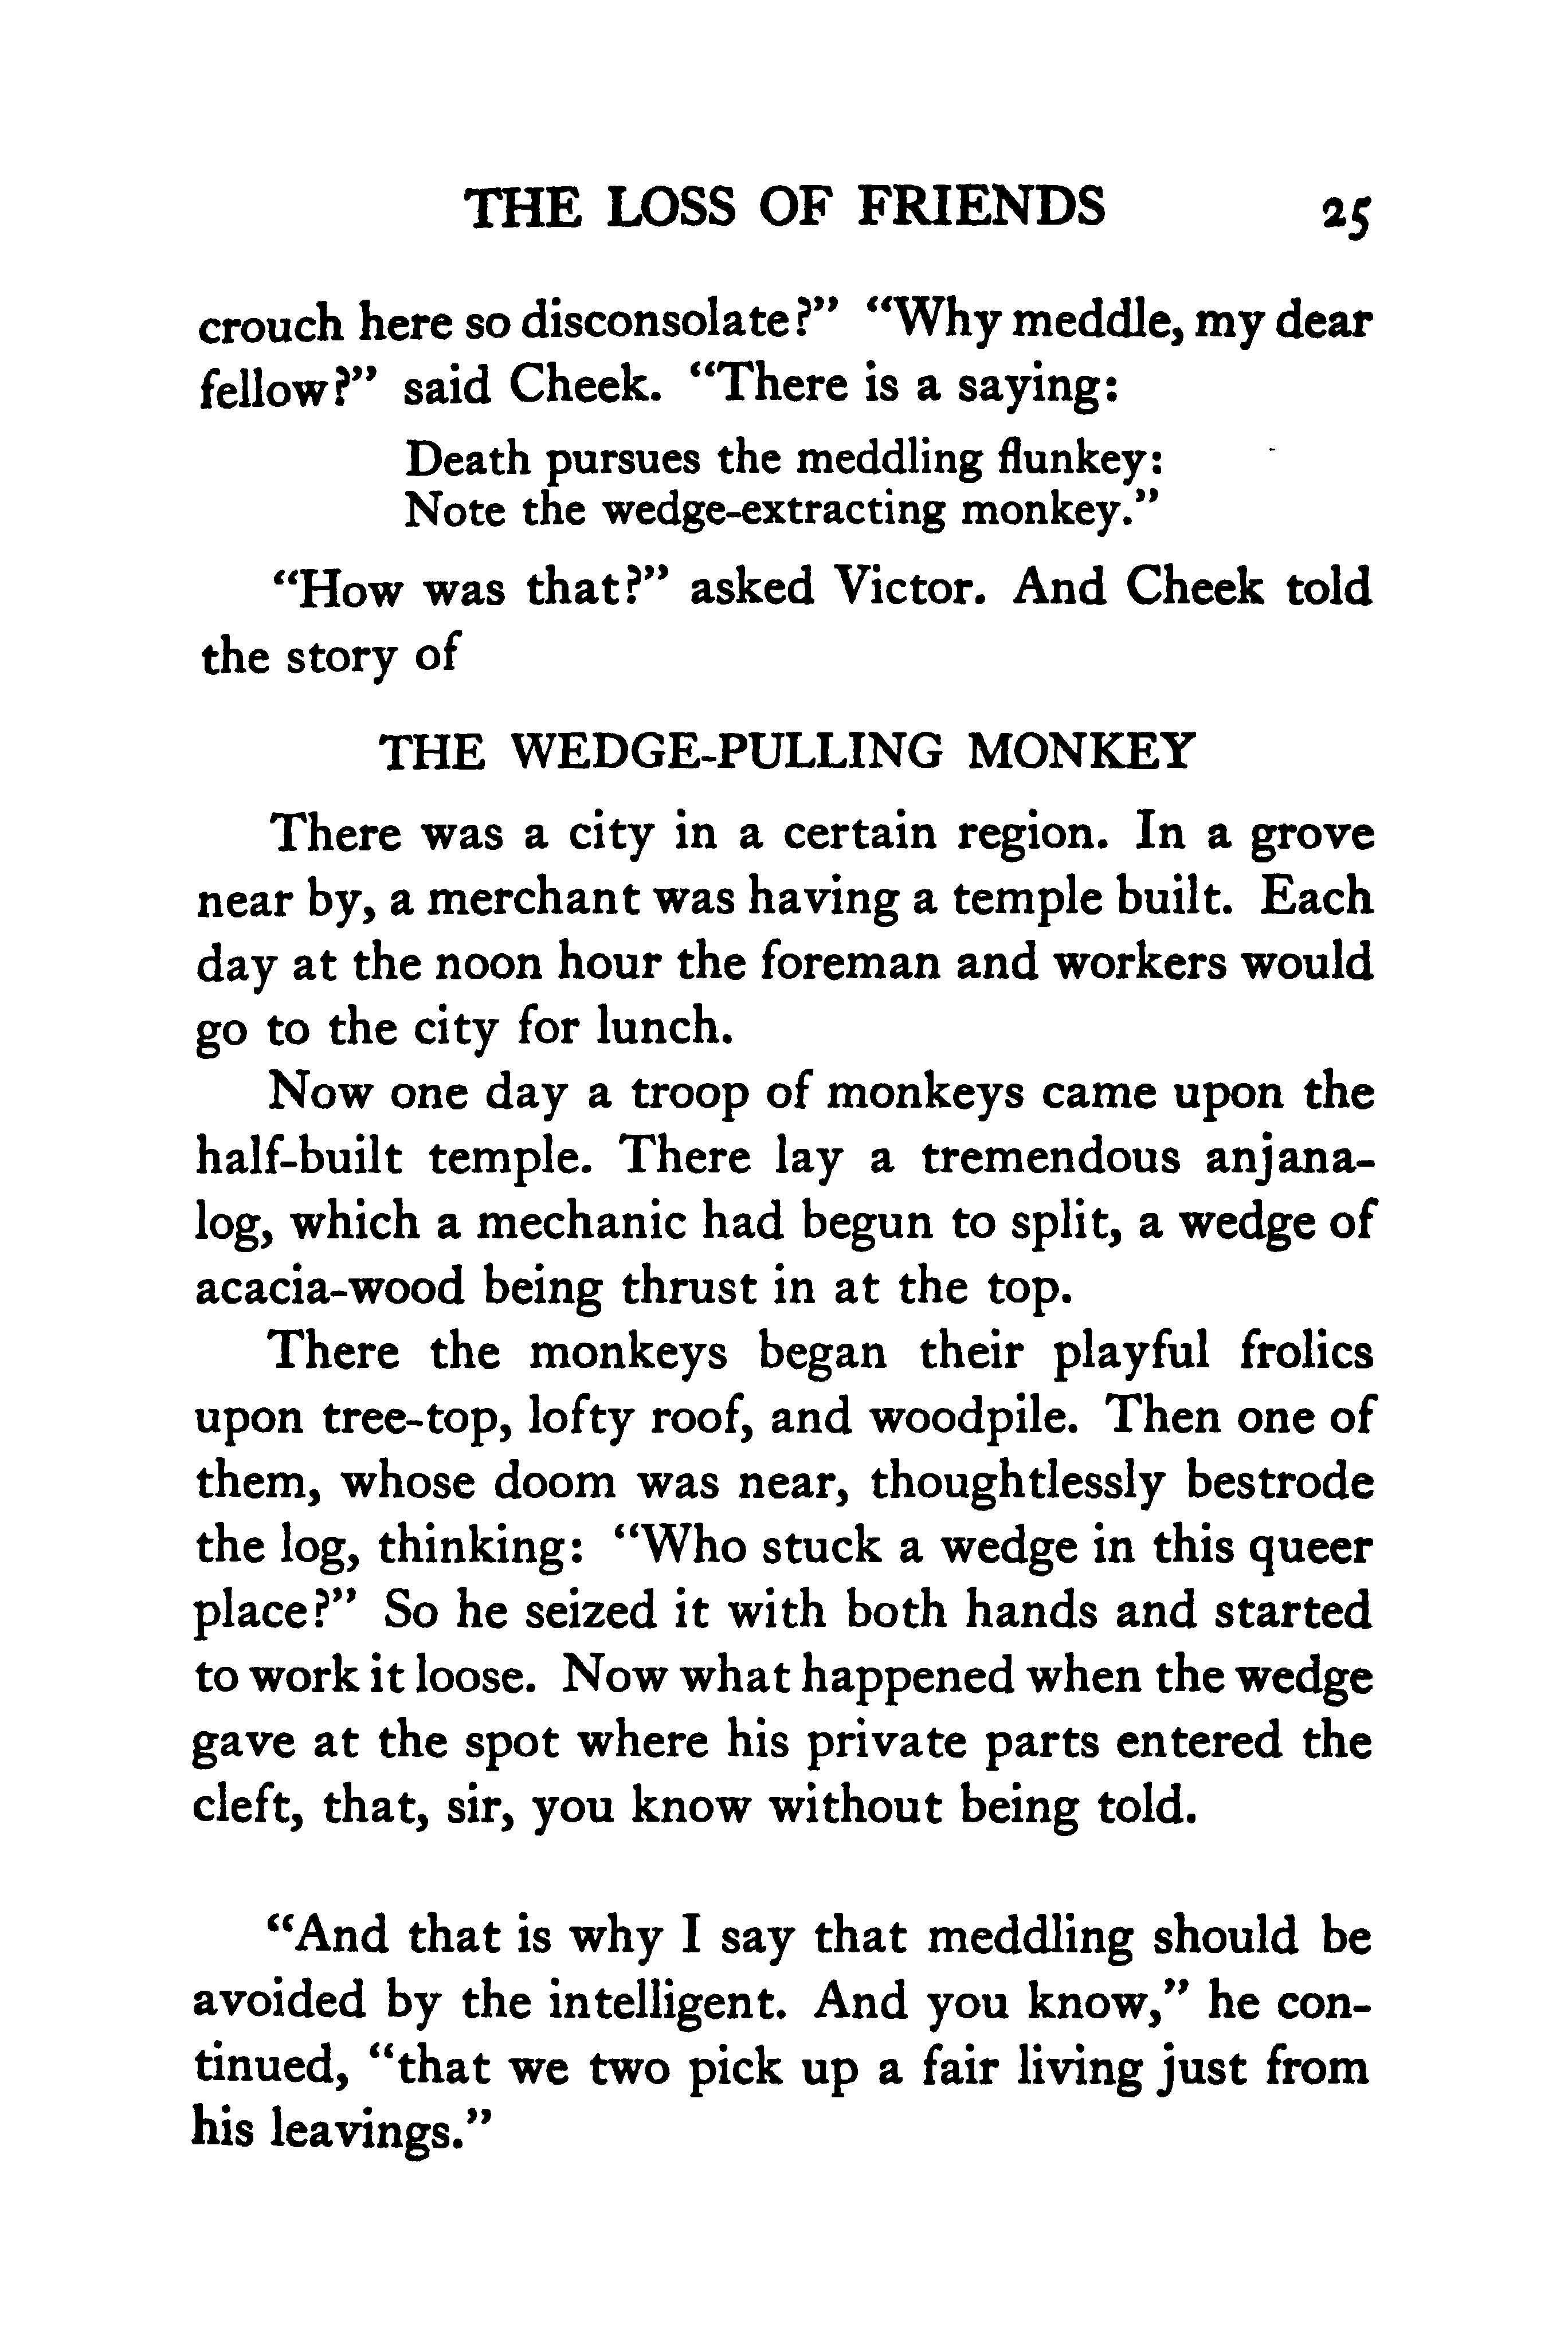 THE LOSS OF FRIENDS 25
crouch here so disconsolate?” “Why meddle, my dear
fellow?” said Cheek. “There is a saying:
Death pursues the meddling flunkey:
Note the wedge-extracting monkey.”
“How was that?” asked Victor. And Cheek told
the story of
THE WEDGE-PULLING MONKEY
There was a city in a certain region. In a grove
near by, a merchant was having a temple built. Each
day at the noon hour the foreman and workers would
go to the city for lunch.
Now one day a troop of monkeys came upon the
half-built temple. There lay a tremendous anjana-
log, which a mechanic had begun to split, a wedge of
acacia-wood being thrust in at the top.
There the monkeys began their playful frolics
upon tree-top, lofty roof, and woodpile. Then one of
them, whose doom was near, thoughtlessly bestrode
the log, thinking: “Who stuck a wedge in this queer
place?” So he seized it with both hands and started
to work it loose. Now what happened when the wedge
gave at the spot where his private parts entered the
cleft, that, sir, you know without being told.
“And that is why I say that meddling should be
avoided by the intelligent. And you know,” he con-
tinued, “that we two pick up a fair living just from
his leavings.”